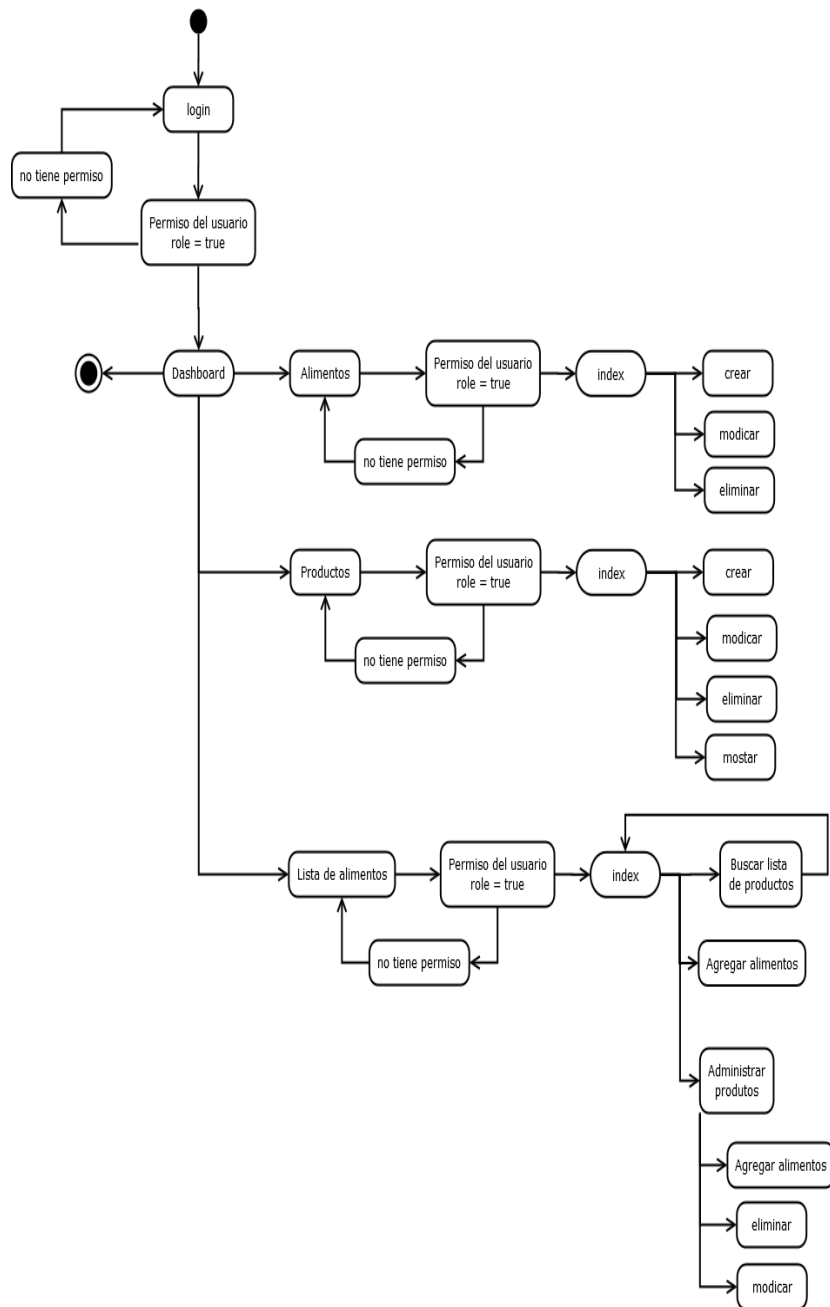 login
no tiene permiso
Permiso del usuario
role = true
Dashboard
Alimentos
Permiso del usuario
role = true
index
crear
no tiene permiso
modicar
eliminar
Productos
Permiso del usuario
role = true
index
crear
no tiene permiso
modicar
eliminar
mostar
Lista de alimentos
Permiso del usuario
role = true
index
Buscar lista
de productos
no tiene permiso
Agregar alimentos
Administrar
produtos
Agregar alimentos
eliminar
modicar